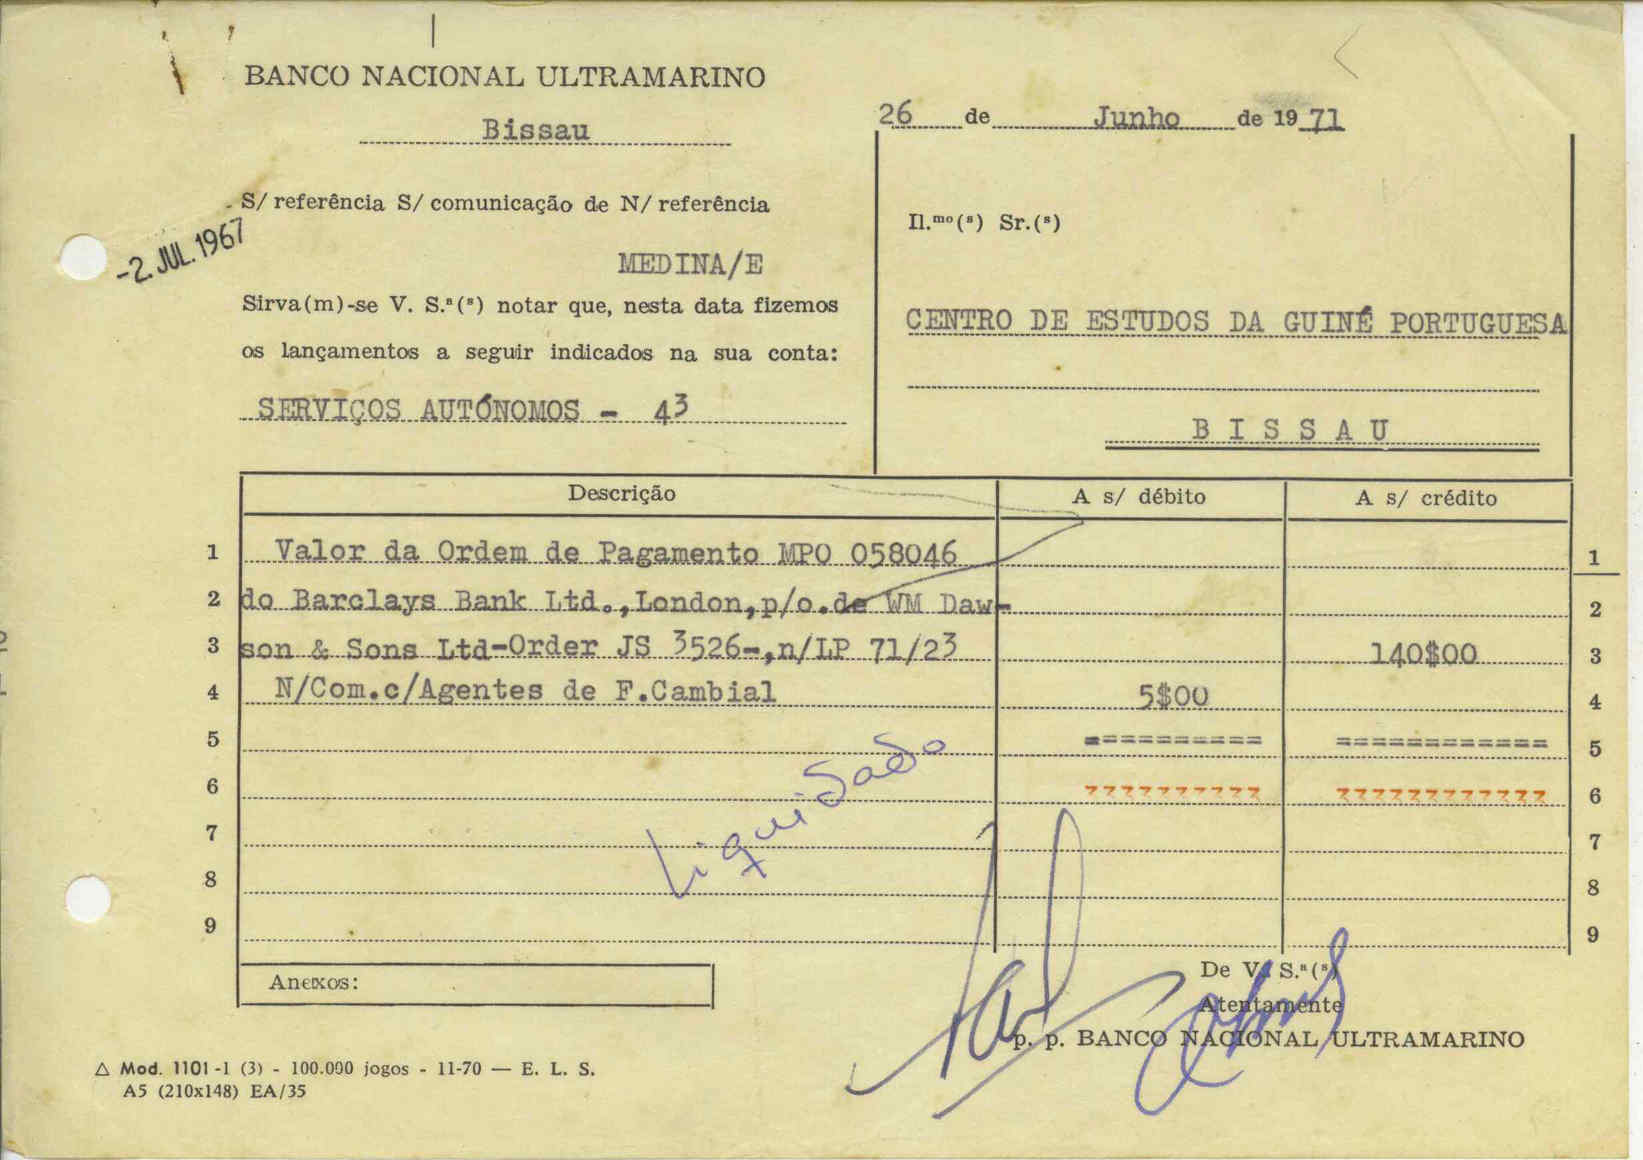 BANCO NACIONAL ULTRAMARINO
Bissau
26 de Junho de 1971
S/ referência S/ comunicação de N/ referência
-2. JUL. 1967
MEDINA/E
Il.mo(s) Sr.(s)
Sirva(m)-se V. S.ª(s) notar que, nesta data fizemos
os lançamentos a seguir indicados na sua conta:
SERVIÇOS AUTÓNOMOS - 43
CENTRO DE ESTUDOS DA GUINÉ PORTUGUESA
B I S S A U
Descrição A s/ débito A s/ crédito
1 Valor da Ordem de Pagamento MPO 058046 1
2 do Barclays Bank Ltd.,London,p/o.de WM Daw- 2
3 son & Sons Ltd-Order JS 3526-,n/LP 71/23 140$00 3
4 N/Com.c/Agentes de F.Cambial 5$00 4
5 ========== ============ 5
6 6
7 7
8 8
9 9
Liquidado
Anexos:
De V. S.ª(s)
Atentamente
p. p. BANCO NACIONAL ULTRAMARINO
△ Mod. 1101-1 (3) - 100.000 jogos - 11-70 — E. L. S.
A5 (210x148) EA/35